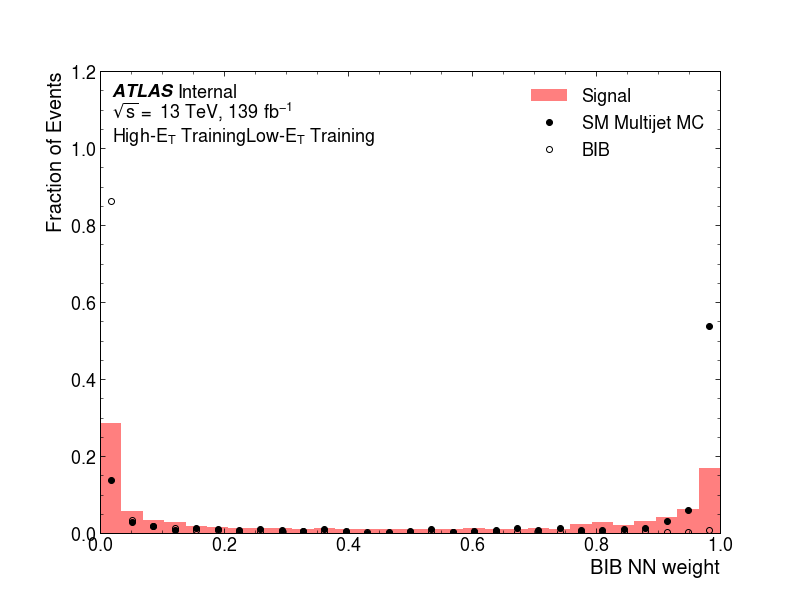 1.2
1.0
0.8
0.6
0.4
0.2
0.0
Fraction of Events
ATLAS Internal
√s = 13 TeV, 139 fb⁻¹
High-E_T TrainingLow-E_T Training
Signal
SM Multijet MC
BIB
0.0 0.2 0.4 0.6 0.8 1.0
BIB NN weight